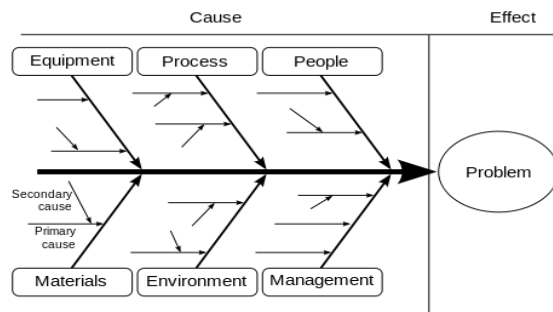 Cause
Effect
Equipment
Process
People
Problem
Secondary
cause
Primary
cause
Materials
Environment
Management